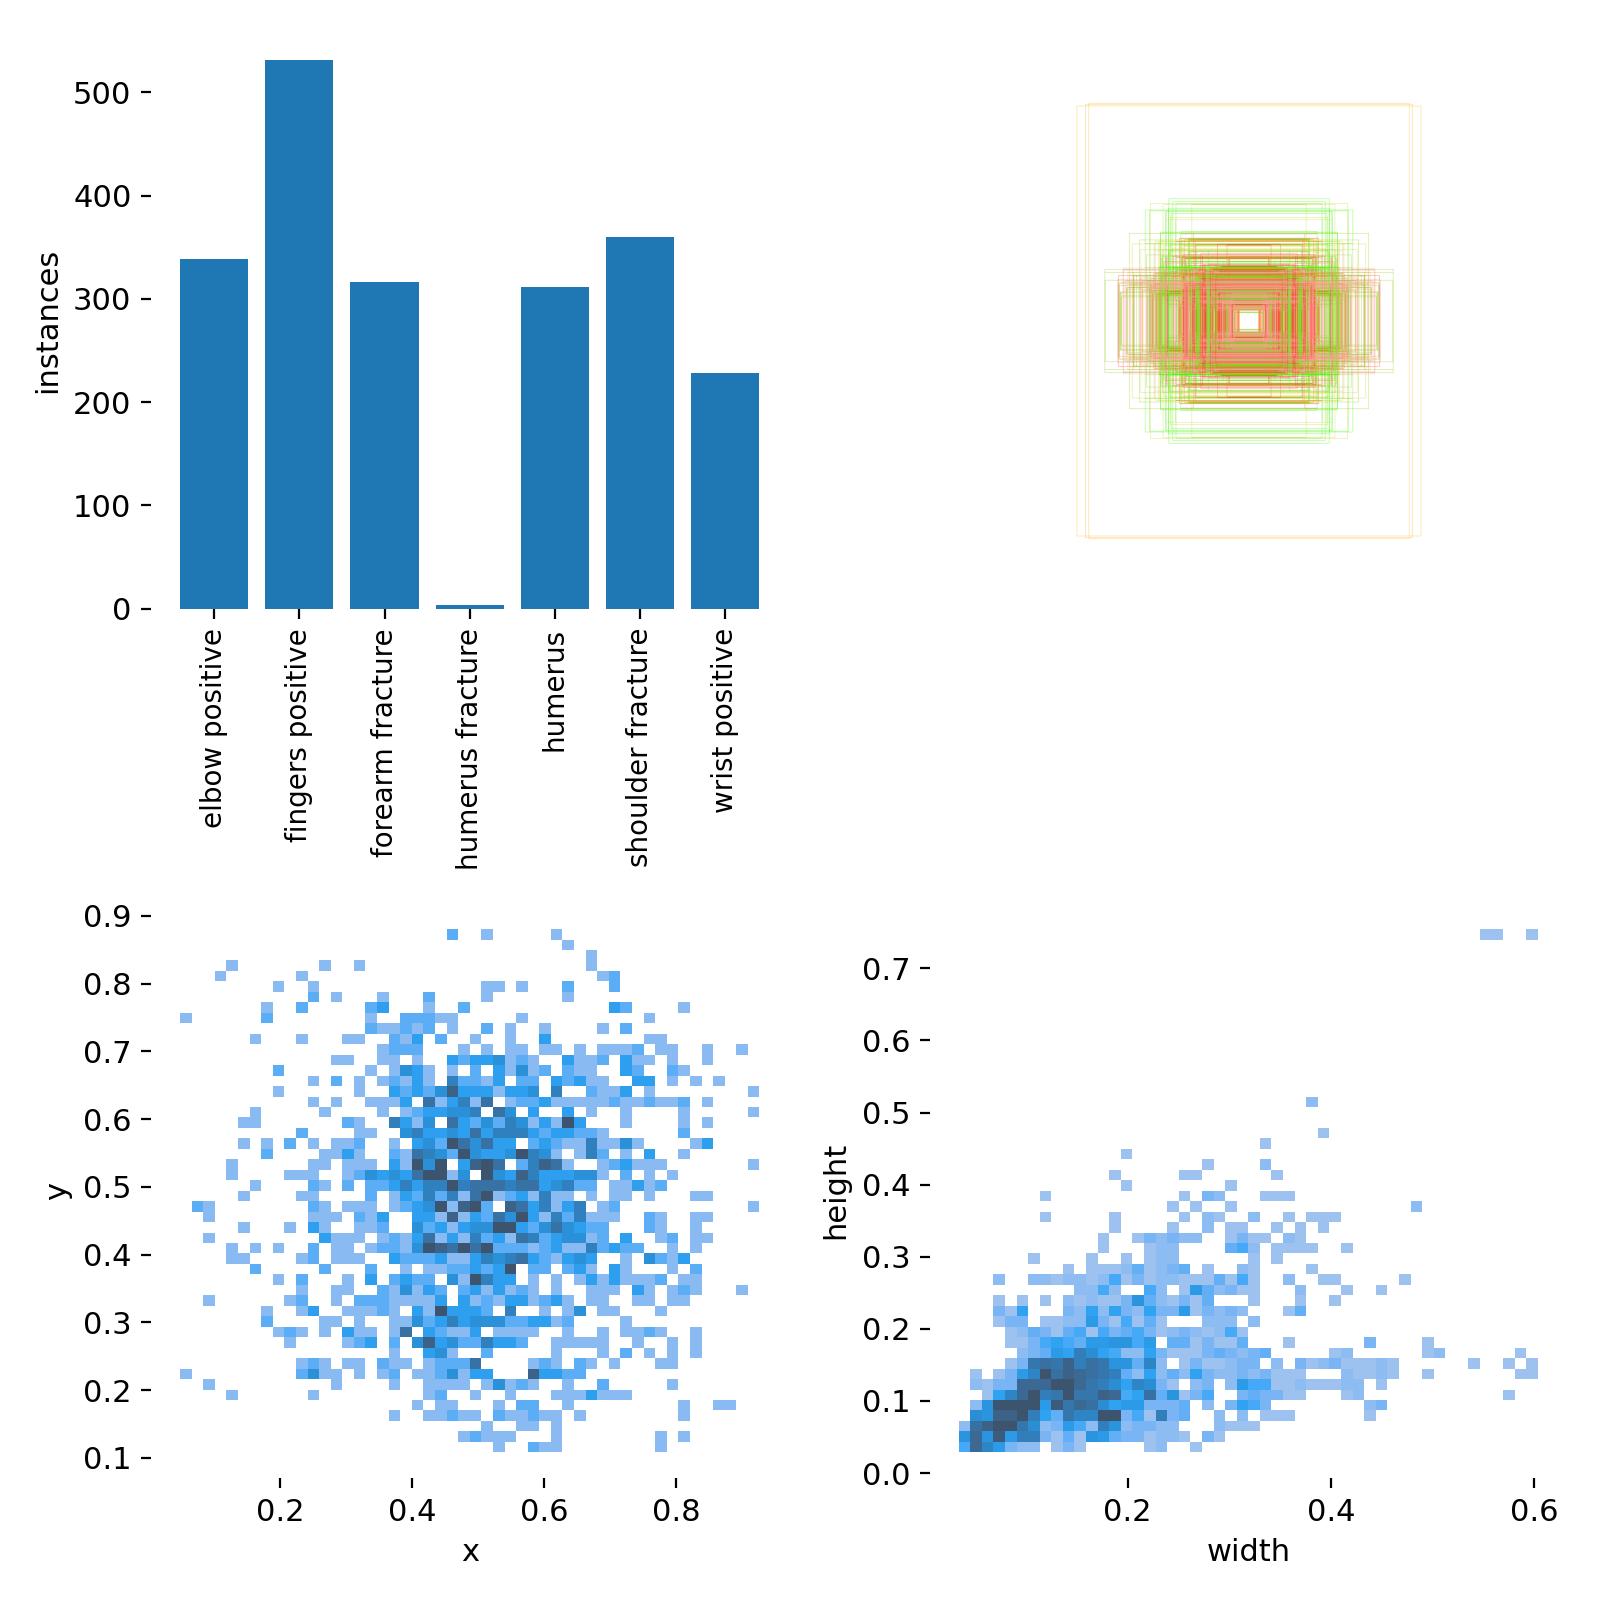 500
400
300
200
100
0
instances
elbow positive
fingers positive
forearm fracture
humerus fracture
humerus
shoulder fracture
wrist positive
0.9
0.8
0.7
0.6
0.5
0.4
0.3
0.2
0.1
y
0.2 0.4 0.6 0.8
x
0.7
0.6
0.5
0.4
0.3
0.2
0.1
0.0
height
0.2 0.4 0.6
width